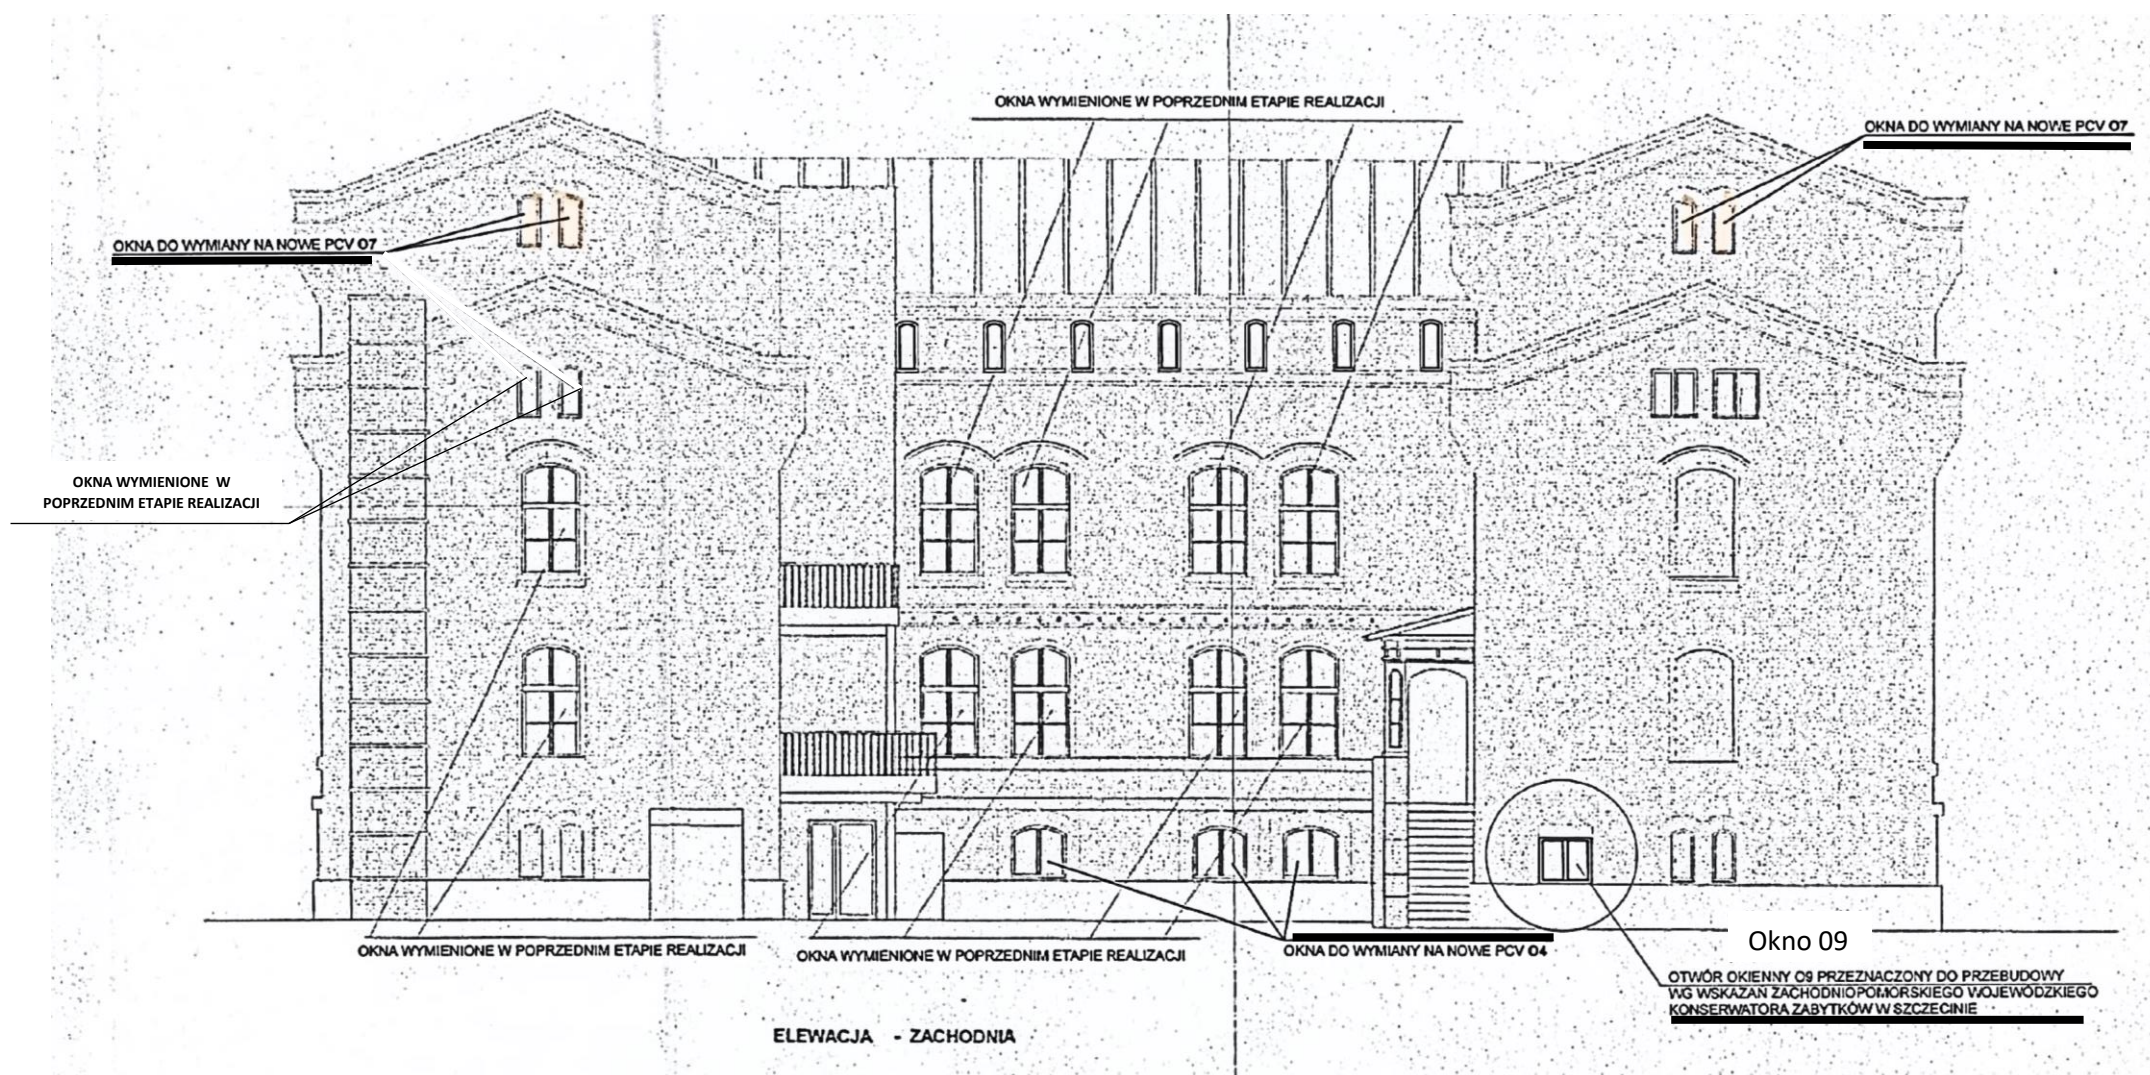 OKNA WYMIENIONE W POPRZEDNIM ETAPIE REALIZACJI
OKNA DO WYMIANY NA NOWE PCV O7
OKNA DO WYMIANY NA NOWE PCV O7
OKNA WYMIENIONE W
POPRZEDNIM ETAPIE REALIZACJI
OKNA WYMIENIONE W POPRZEDNIM ETAPIE REALIZACJI
OKNA WYMIENIONE W POPRZEDNIM ETAPIE REALIZACJI
OKNA DO WYMIANY NA NOWE PCV O4
Okno 09
OTWÓR OKIENNY O9 PRZEZNACZONY DO PRZEBUDOWY
WG WSKAZAŃ ZACHODNIOPOMORSKIEGO WOJEWÓDZKIEGO
KONSERWATORA ZABYTKÓW W SZCZECINIE
ELEWACJA - ZACHODNIA